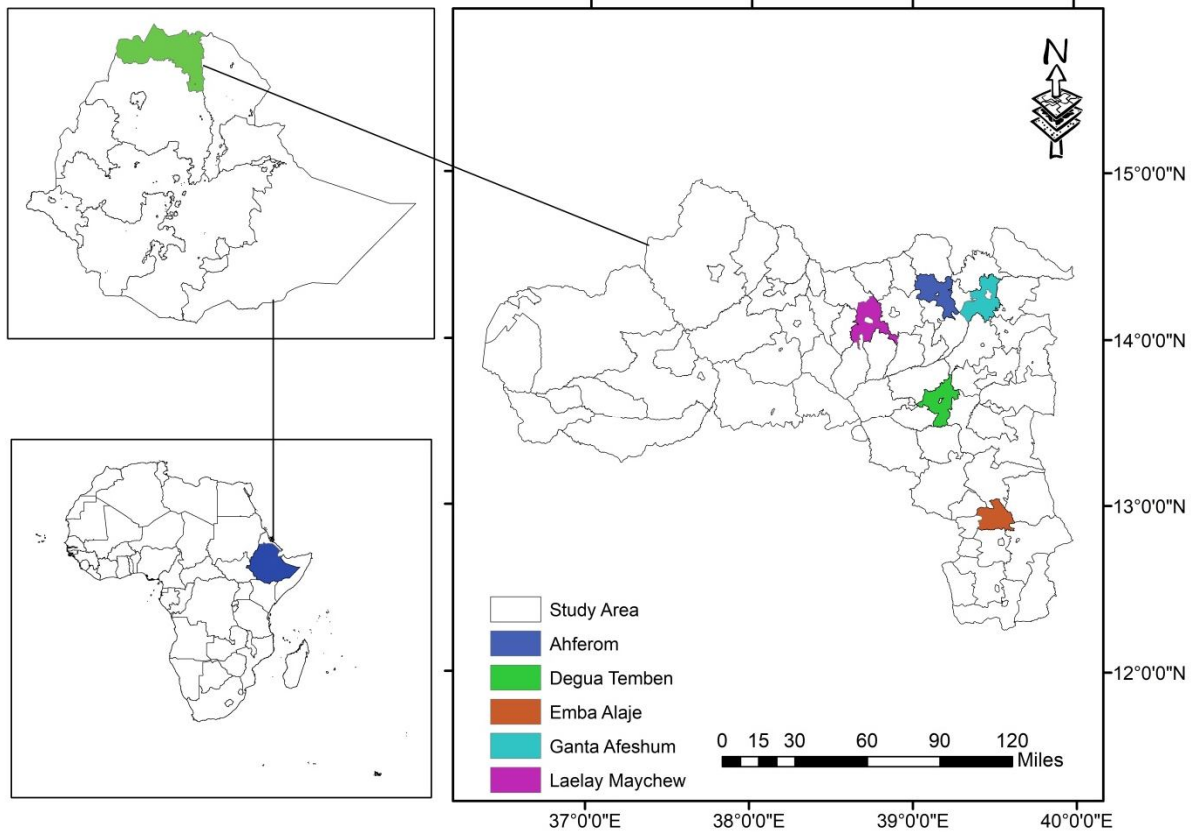 N
15°0'0"N
14°0'0"N
13°0'0"N
12°0'0"N
Study Area
Ahferom
Degua Temben
Emba Alaje
Ganta Afeshum
Laelay Maychew
0 15 30 60 90 120
Miles
37°0'0"E 38°0'0"E 39°0'0"E 40°0'0"E